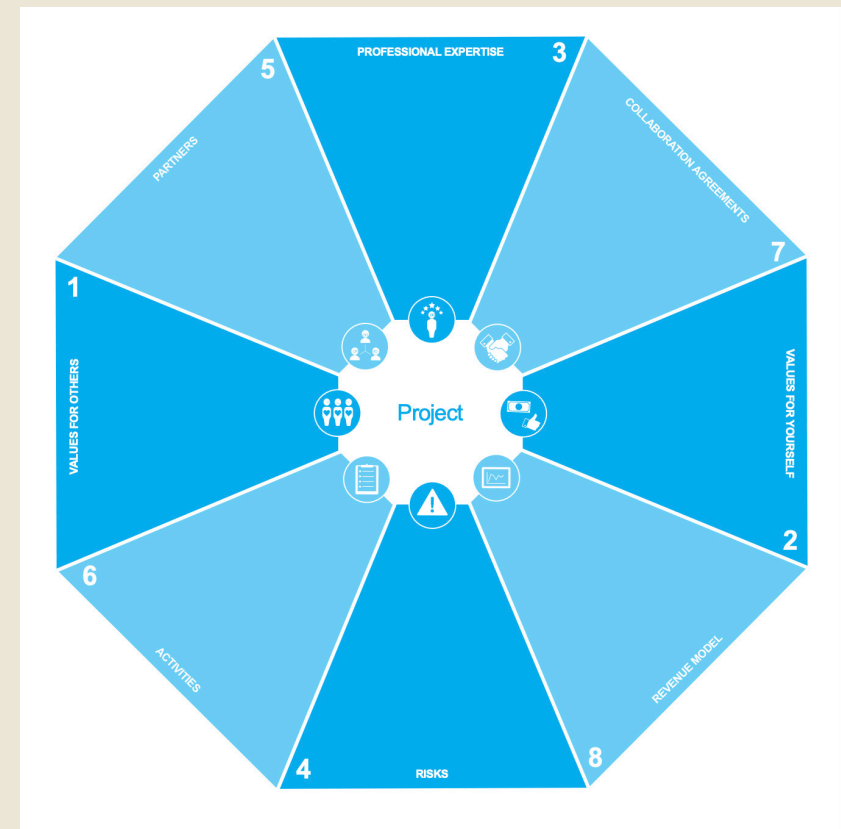 PROFESSIONAL EXPERTISE
3
5
COLLABORATION AGREEMENTS
PARTNERS
7
1
VALUES FOR OTHERS
Project
VALUES FOR YOURSELF
2
6
ACTIVITIES
REVENUE MODEL
8
4
RISKS